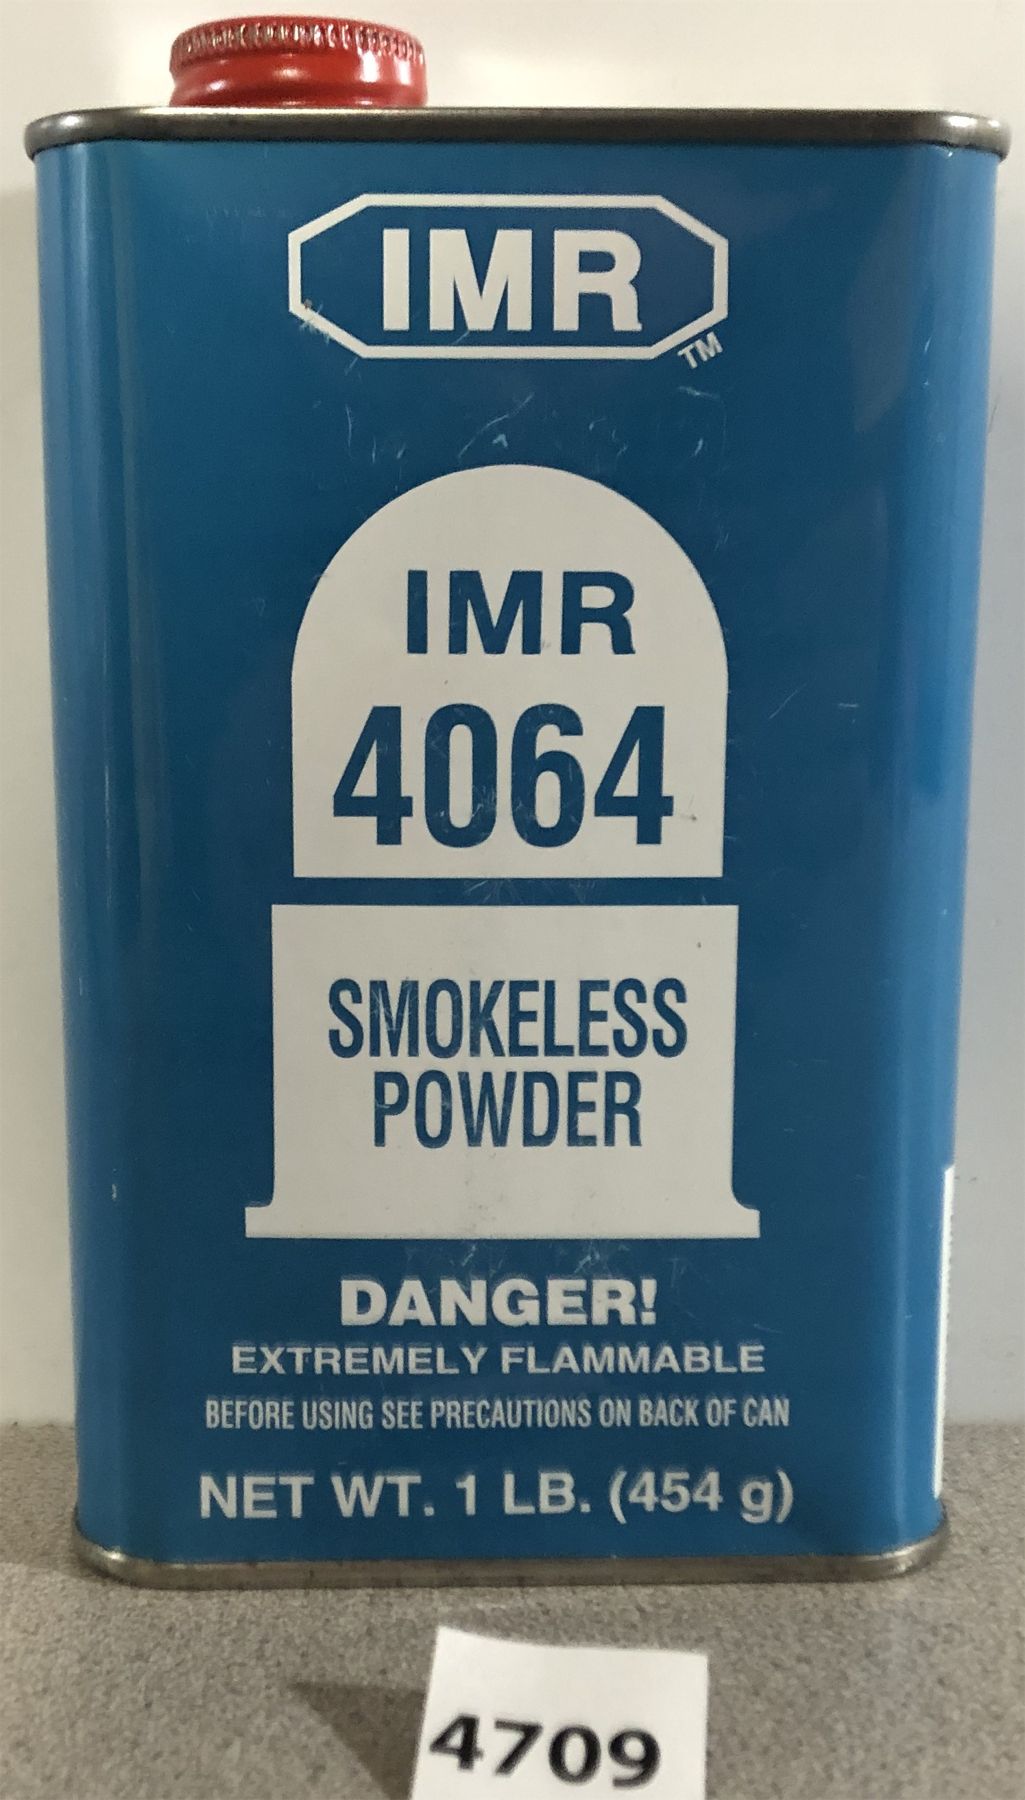 IMR
TM
IMR
4064
SMOKELESS
POWDER
DANGER!
EXTREMELY FLAMMABLE
BEFORE USING SEE PRECAUTIONS ON BACK OF CAN
NET WT. 1 LB. (454 g)
4709